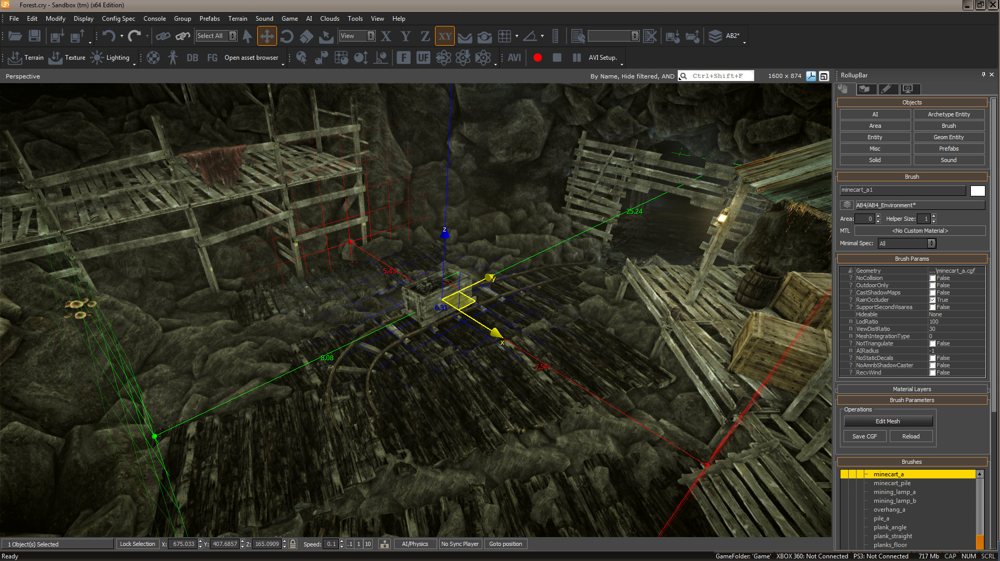 Forest.cry - Sandbox (tm) (x64 Edition)
File Edit Modify Display Config Spec Console Group Prefabs Terrain Sound Game AI Clouds Tools View Help
Select All View X Y Z XY AB2*
Terrain Texture Lighting DB FG Open asset browser F UF AVI AVI Setup.
Perspective By Name, Hide filtered, AND Ctrl+Shift+F 1600 x 874
RollupBar
Objects
AI Archetype Entity
Area Brush
Entity Geom Entity
Misc Prefabs
Solid Sound
Brush
minecart_a1
AB4/AB4_Environment*
Area: 0 Helper Size: 1
MTL <No Custom Material>
Minimal Spec: All
Brush Params
Geometry ...\minecart_a.cgf
? NoCollision False
? OutdoorOnly False
? CastShadowMaps False
? RainOccluder True
? SupportSecondVisarea False
Hideable None
n LodRatio 100
n ViewDistRatio 30
n MeshIntegrationType 0
? NotTriangulate False
n AIRadius -1
? NoStaticDecals False
? NoAmnbShadowCaster False
? RecvWind False
Material Layers
Brush Parameters
Operations
Edit Mesh
Save CGF Reload
Brushes
minecart_a
minecart_pile
mining_lamp_a
mining_lamp_b
overhang_a
pile_a
plank_angle
plank_straight
planks_floor
25.24
z
5.43
y
0.31
x
8.08
7.54
1 Object(s) Selected Lock Selection X: 675.033 Y: 407.6857 Z: 165.0909 Speed: 0.1 .1 1 10 AI/Physics No Sync Player Goto position
Ready GameFolder: 'Game' XBOX 360: Not Connected PS3: Not Connected 717 Mb CAP NUM SCRL